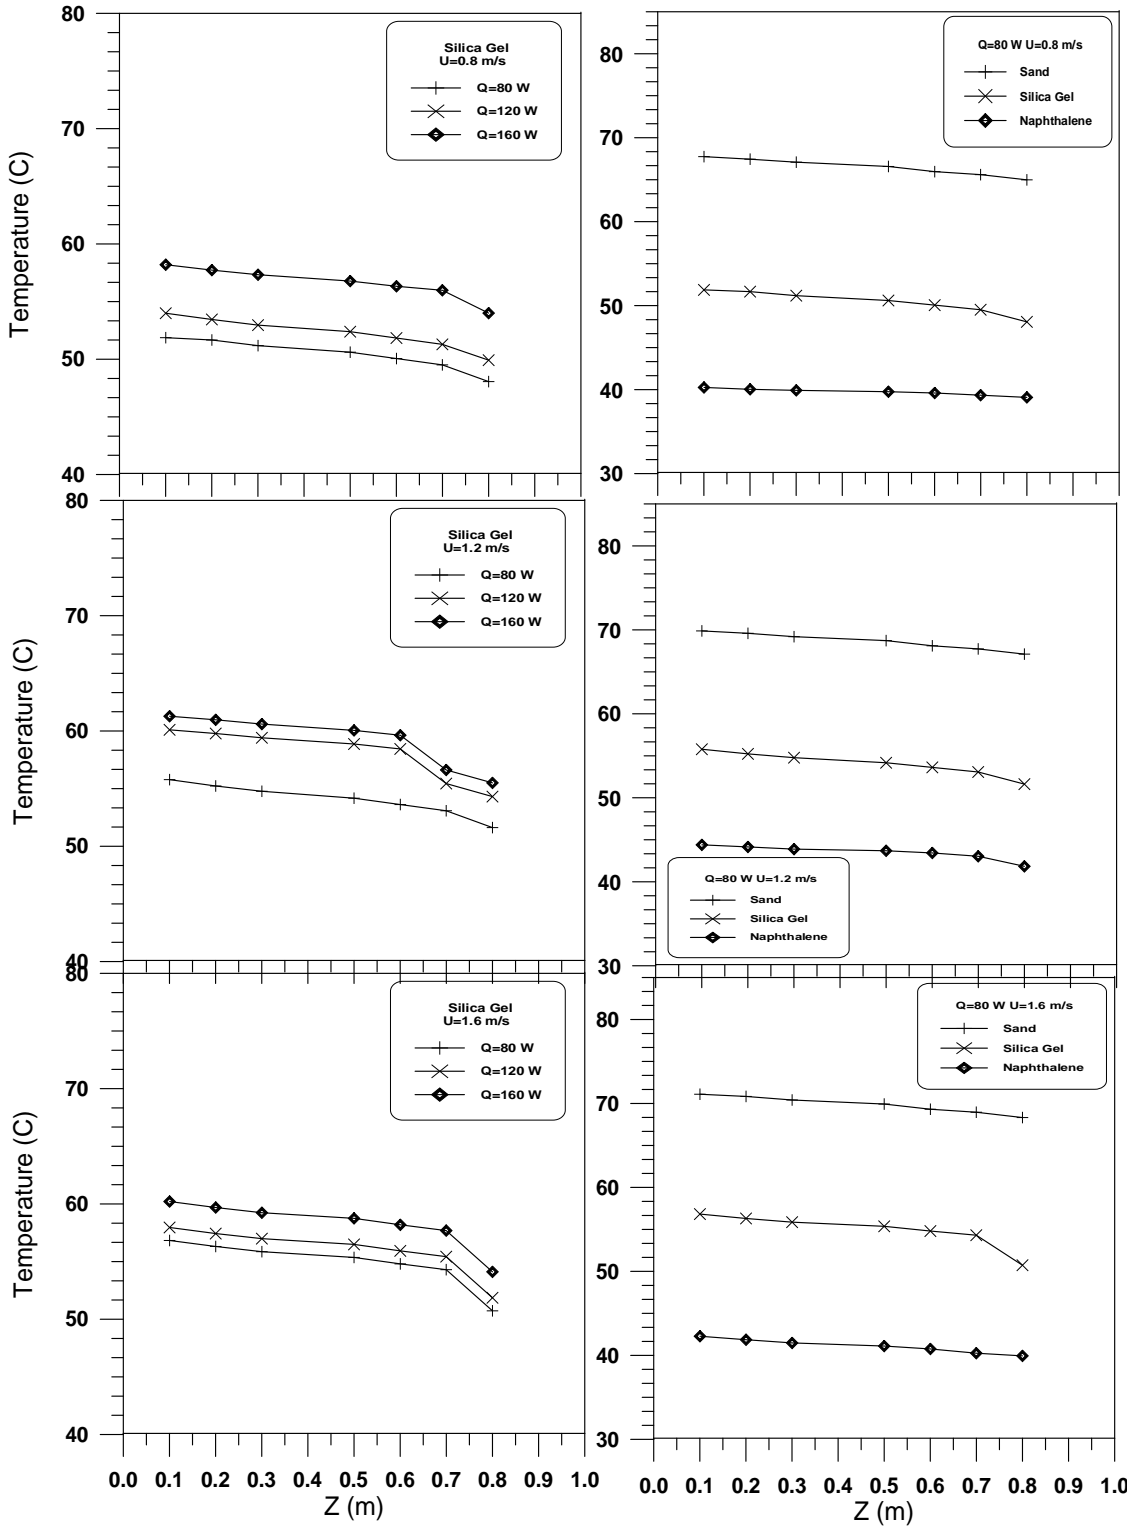 80
70
60
50
40
Temperature (C)
Silica Gel
U=0.8 m/s
Q=80 W
Q=120 W
Q=160 W
80
70
60
50
40
30
Q=80 W U=0.8 m/s
Sand
Silica Gel
Naphthalene
80
70
60
50
40
Temperature (C)
Silica Gel
U=1.2 m/s
Q=80 W
Q=120 W
Q=160 W
80
70
60
50
40
30
Q=80 W U=1.2 m/s
Sand
Silica Gel
Naphthalene
80
70
60
50
40
Temperature (C)
Silica Gel
U=1.6 m/s
Q=80 W
Q=120 W
Q=160 W
0.0 0.1 0.2 0.3 0.4 0.5 0.6 0.7 0.8 0.9 1.0
Z (m)
80
70
60
50
40
30
Q=80 W U=1.6 m/s
Sand
Silica Gel
Naphthalene
0.0 0.1 0.2 0.3 0.4 0.5 0.6 0.7 0.8 0.9 1.0
Z (m)